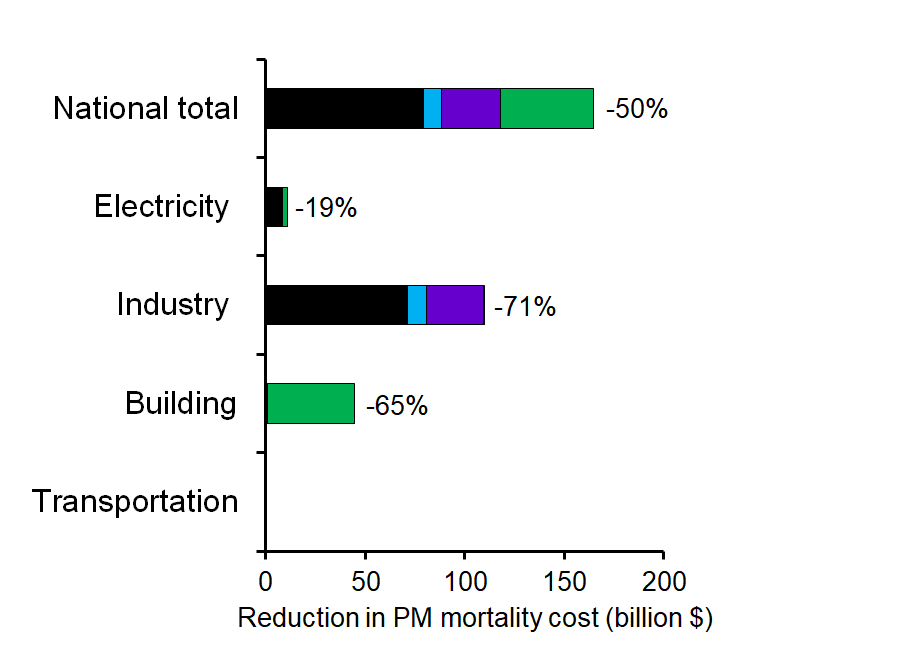 National total
-50%
Electricity
-19%
Industry
-71%
Building
-65%
Transportation
0 50 100 150 200
Reduction in PM mortality cost (billion $)